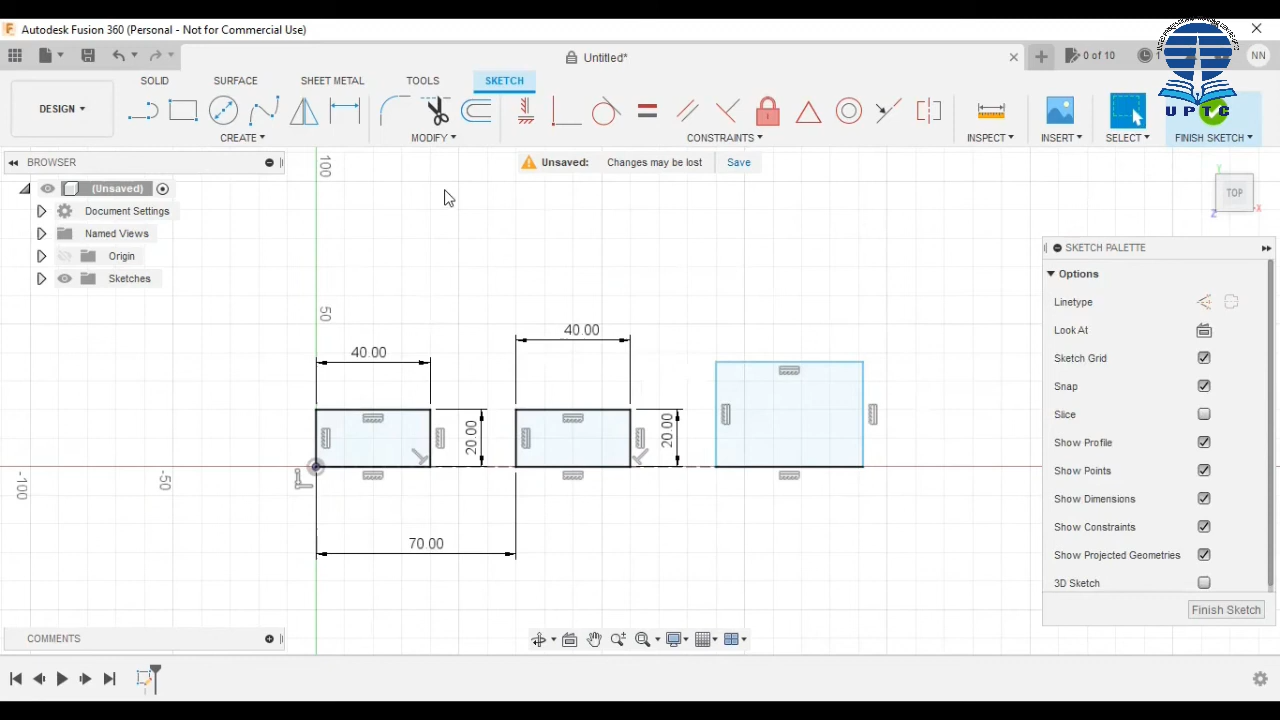 Autodesk Fusion 360 (Personal - Not for Commercial Use)
Untitled*
0 of 10
1
NN
UPTC
DESIGN
SOLID SURFACE SHEET METAL TOOLS SKETCH
CREATE MODIFY CONSTRAINTS INSPECT INSERT SELECT FINISH SKETCH
BROWSER
Unsaved: Changes may be lost Save
(Unsaved)
Document Settings
Named Views
Origin
Sketches
100
50
-100
-50
40.00
40.00
20.00
20.00
70.00
Y
TOP
Z
X
SKETCH PALETTE
Options
Linetype
Look At
Sketch Grid
Snap
Slice
Show Profile
Show Points
Show Dimensions
Show Constraints
Show Projected Geometries
3D Sketch
Finish Sketch
COMMENTS